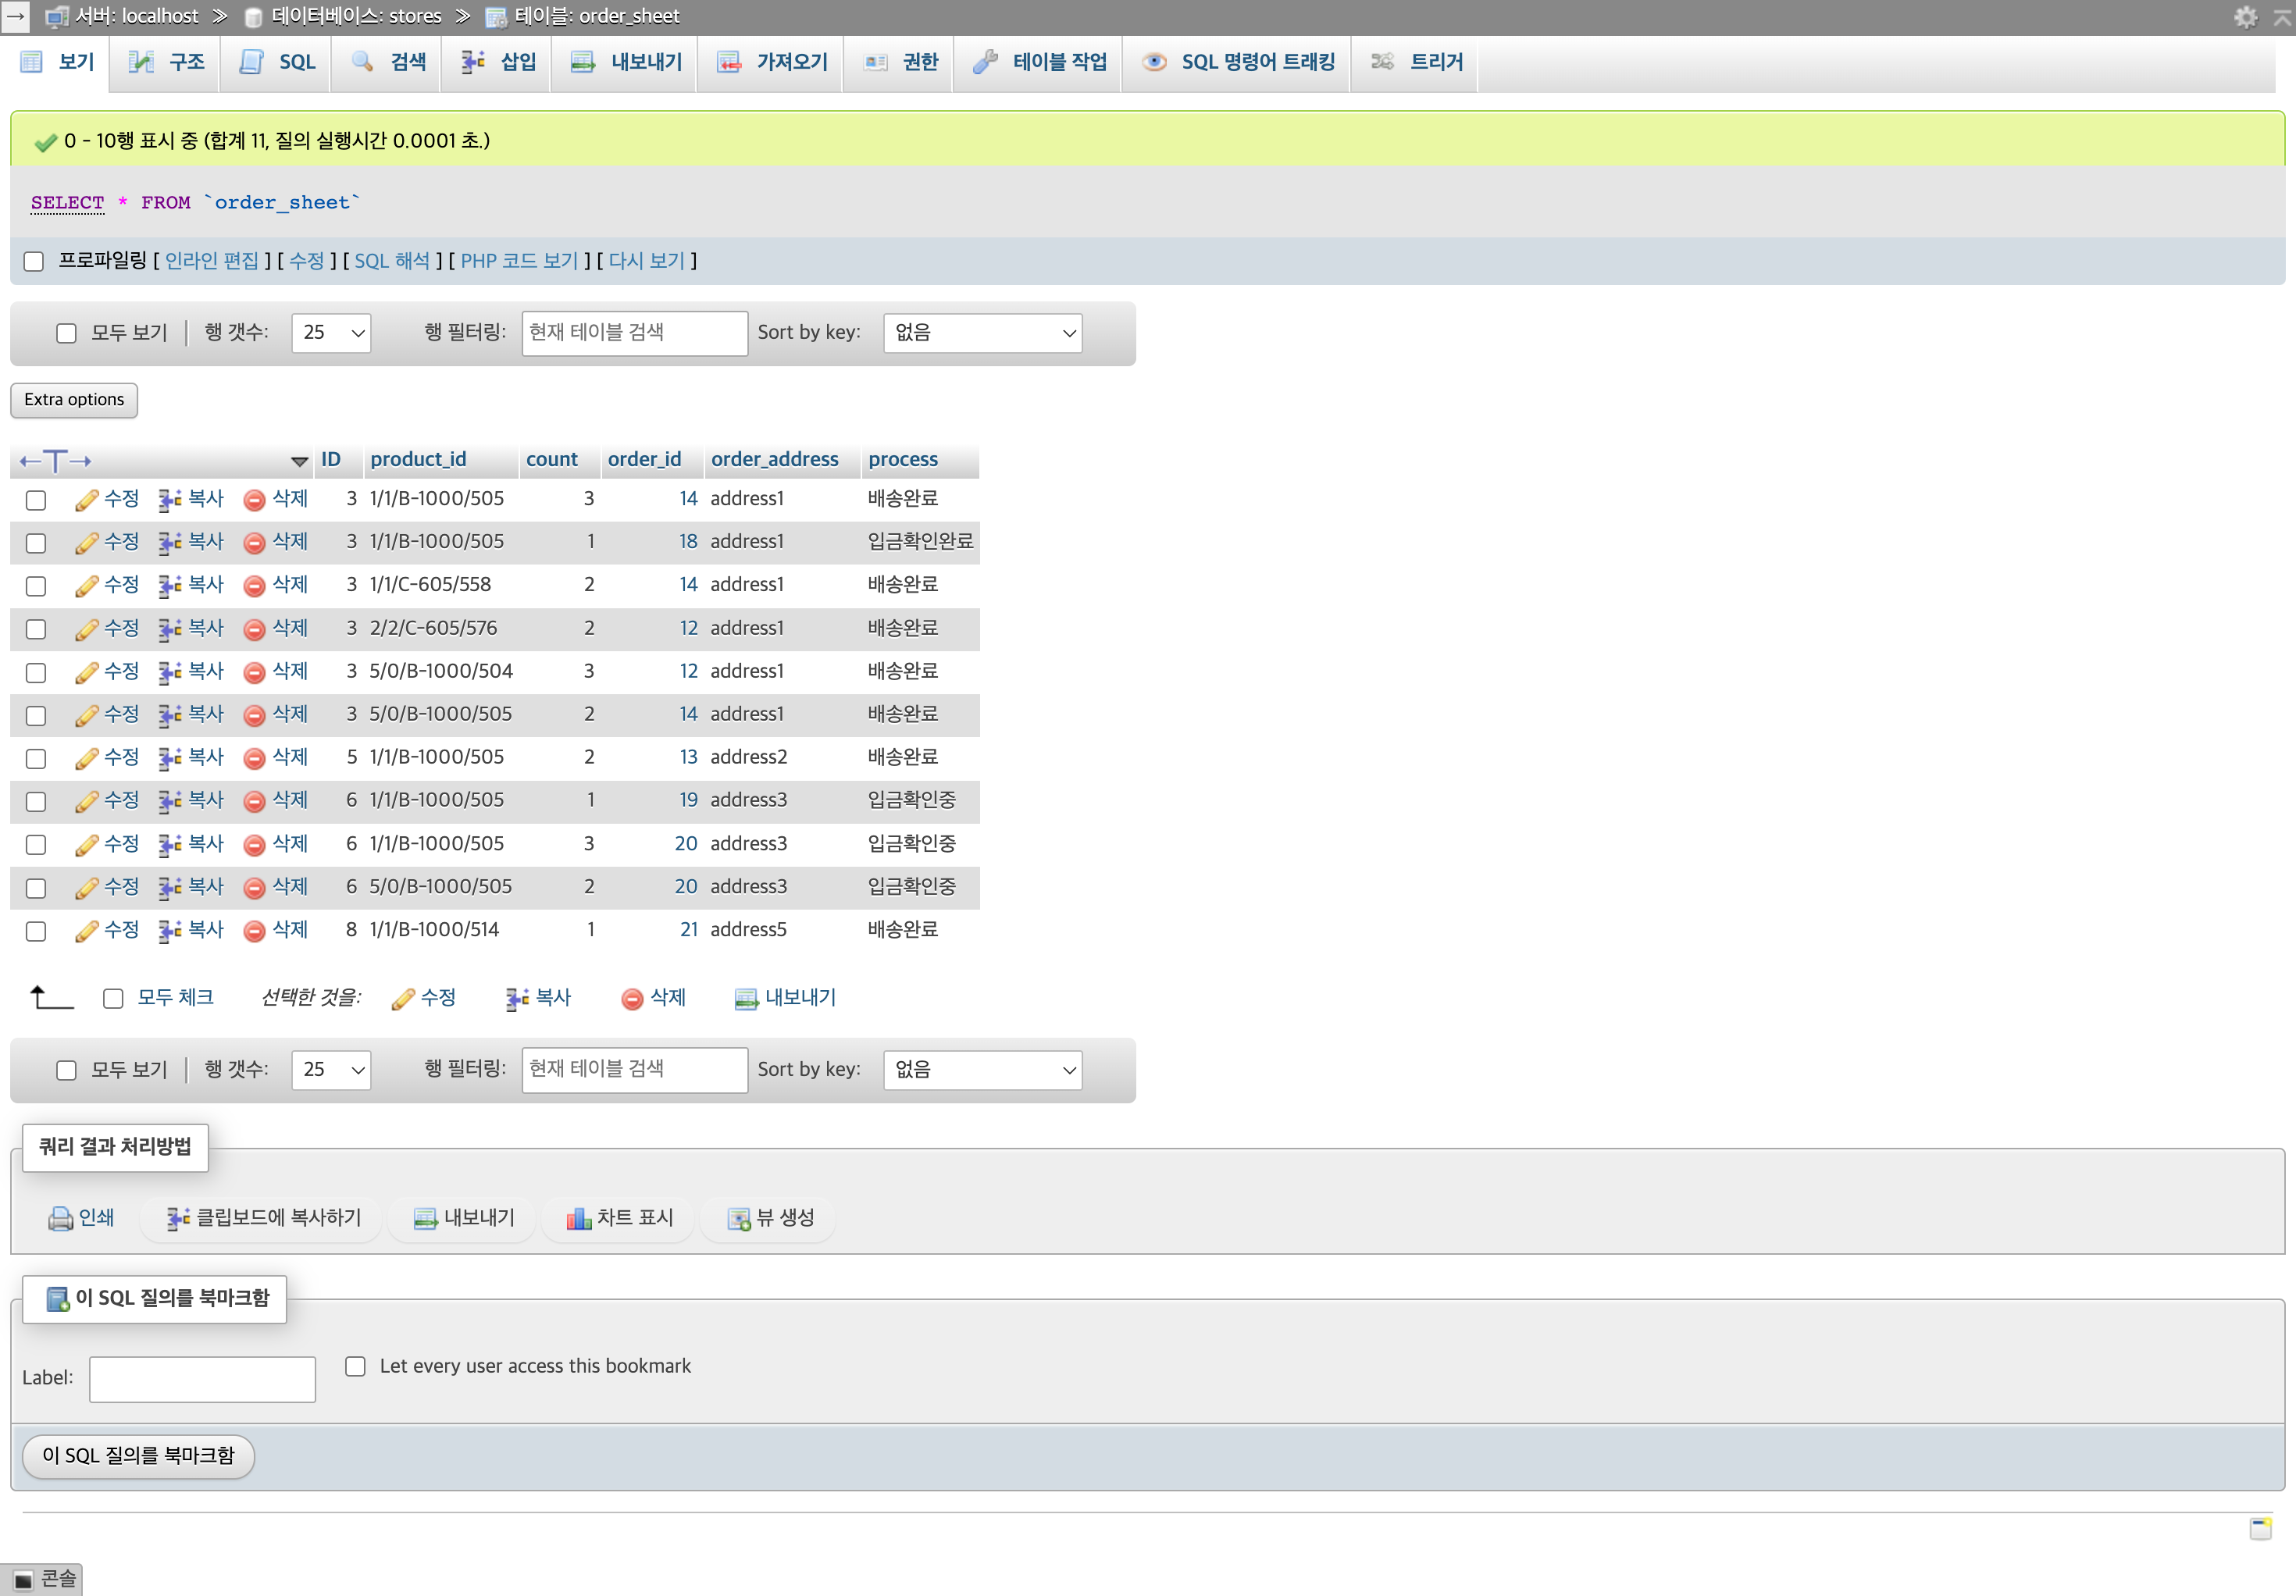 서버: localhost » 데이터베이스: stores » 테이블: order_sheet
보기 구조 SQL 검색 삽입 내보내기 가져오기 권한 테이블 작업 SQL 명령어 트래킹 트리거
0 - 10행 표시 중 (합계 11, 질의 실행시간 0.0001 초.)
SELECT * FROM `order_sheet`
프로파일링 [ 인라인 편집 ] [ 수정 ] [ SQL 해석 ] [ PHP 코드 보기 ] [ 다시 보기 ]
모두 보기 | 행 갯수: 25 행 필터링: 현재 테이블 검색 Sort by key: 없음
Extra options
←T→ ID product_id count order_id order_address process
수정 복사 삭제 3 1/1/B-1000/505 3 14 address1 배송완료
수정 복사 삭제 3 1/1/B-1000/505 1 18 address1 입금확인완료
수정 복사 삭제 3 1/1/C-605/558 2 14 address1 배송완료
수정 복사 삭제 3 2/2/C-605/576 2 12 address1 배송완료
수정 복사 삭제 3 5/0/B-1000/504 3 12 address1 배송완료
수정 복사 삭제 3 5/0/B-1000/505 2 14 address1 배송완료
수정 복사 삭제 5 1/1/B-1000/505 2 13 address2 배송완료
수정 복사 삭제 6 1/1/B-1000/505 1 19 address3 입금확인중
수정 복사 삭제 6 1/1/B-1000/505 3 20 address3 입금확인중
수정 복사 삭제 6 5/0/B-1000/505 2 20 address3 입금확인중
수정 복사 삭제 8 1/1/B-1000/514 1 21 address5 배송완료
모두 체크 선택한 것을: 수정 복사 삭제 내보내기
모두 보기 | 행 갯수: 25 행 필터링: 현재 테이블 검색 Sort by key: 없음
쿼리 결과 처리방법
인쇄 클립보드에 복사하기 내보내기 차트 표시 뷰 생성
이 SQL 질의를 북마크함
Label: Let every user access this bookmark
이 SQL 질의를 북마크함
콘솔